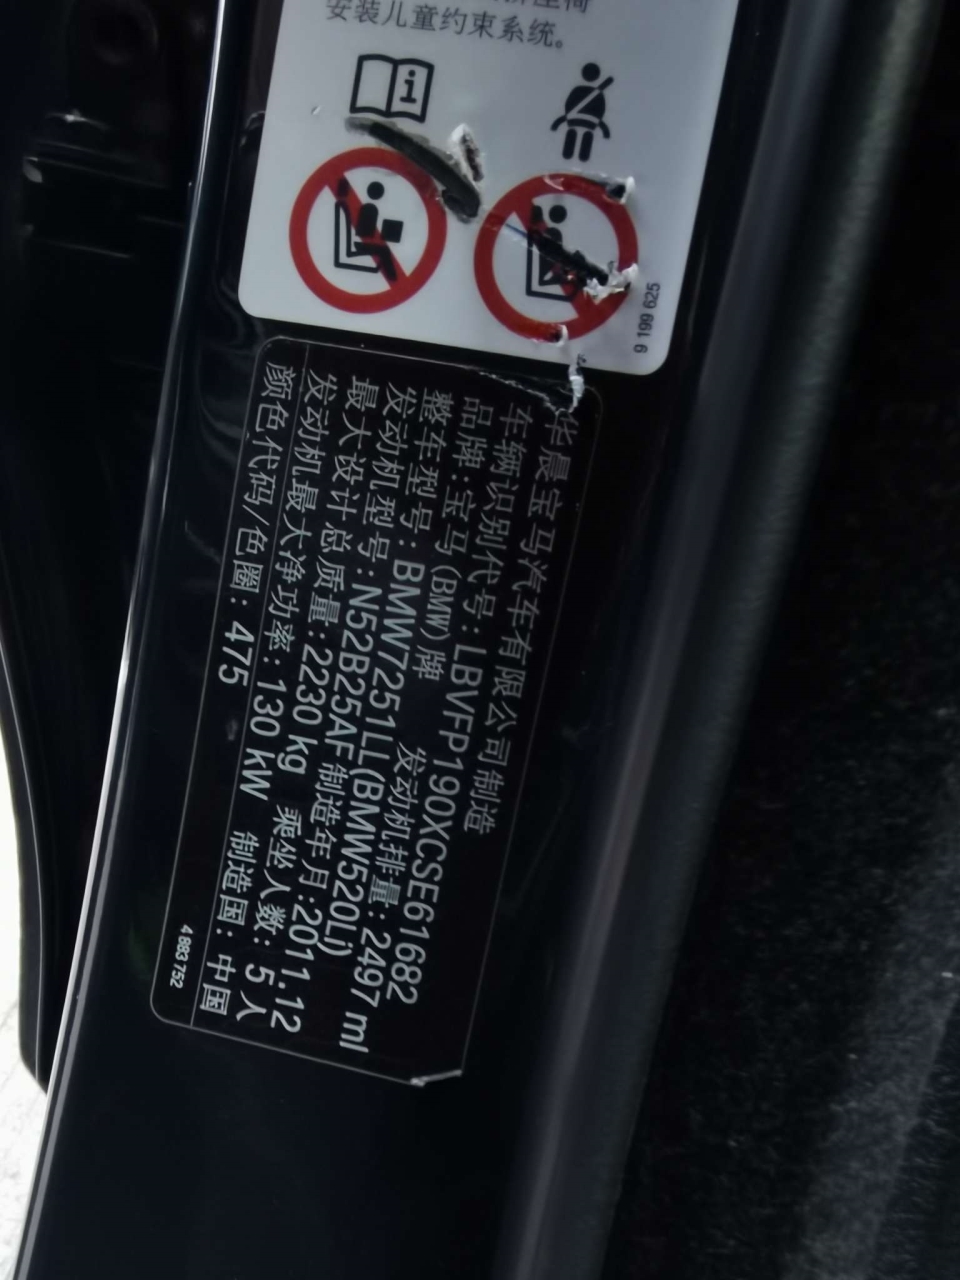 安装儿童约束系统。
9 199 625
华晨宝马汽车有限公司制造
车辆识别代号:LBVFP190XCSE61682
品牌:宝马(BMW)牌 发动机排量:2497 ml
整车型号:BMW7251LL(BMW520Li)
发动机型号:N52B25AF 制造年月:2011.12
最大设计总质量:2230 kg 乘坐人数:5人
发动机最大净功率:130 kW 制造国:中国
颜色代码/色圈:475
4 883 752